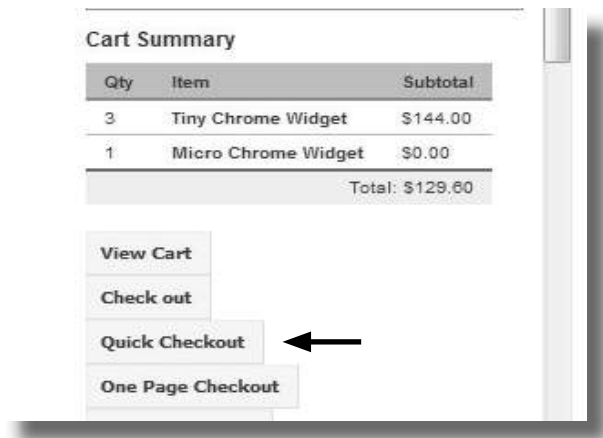 Cart Summary
Qty Item Subtotal
3 Tiny Chrome Widget $144.00
1 Micro Chrome Widget $0.00
Total: $129.60
View Cart
Check out
Quick Checkout
One Page Checkout